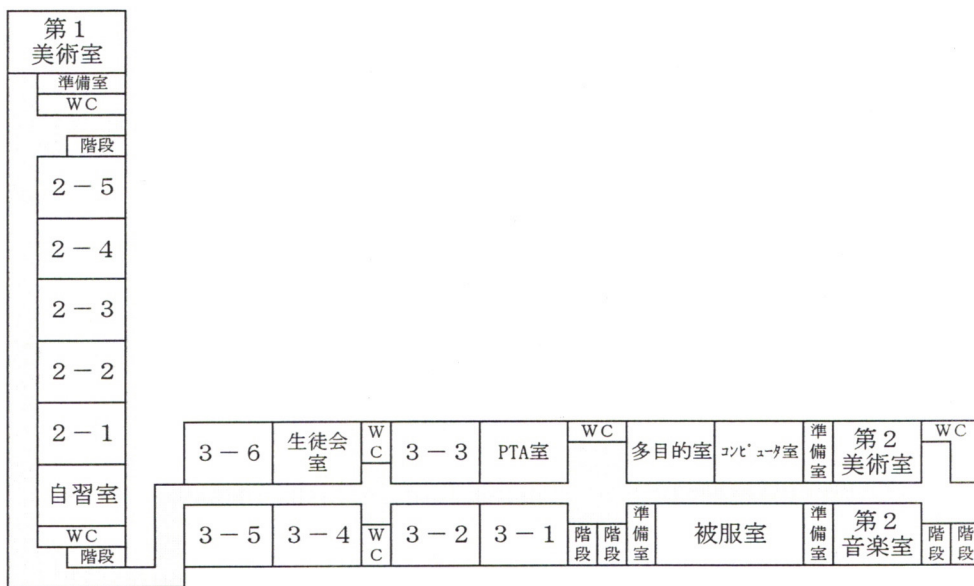 第1
美術室
準備室
WC
階段
2-5
2-4
2-3
2-2
2-1
自習室
WC
階段
3-6
生徒会
室
WC
3-3
PTA室
WC
多目的室
コンピュータ室
準備室
第2
美術室
WC
3-5
3-4
WC
3-2
3-1
階段
階段
準備室
被服室
準備室
第2
音楽室
階段
階段